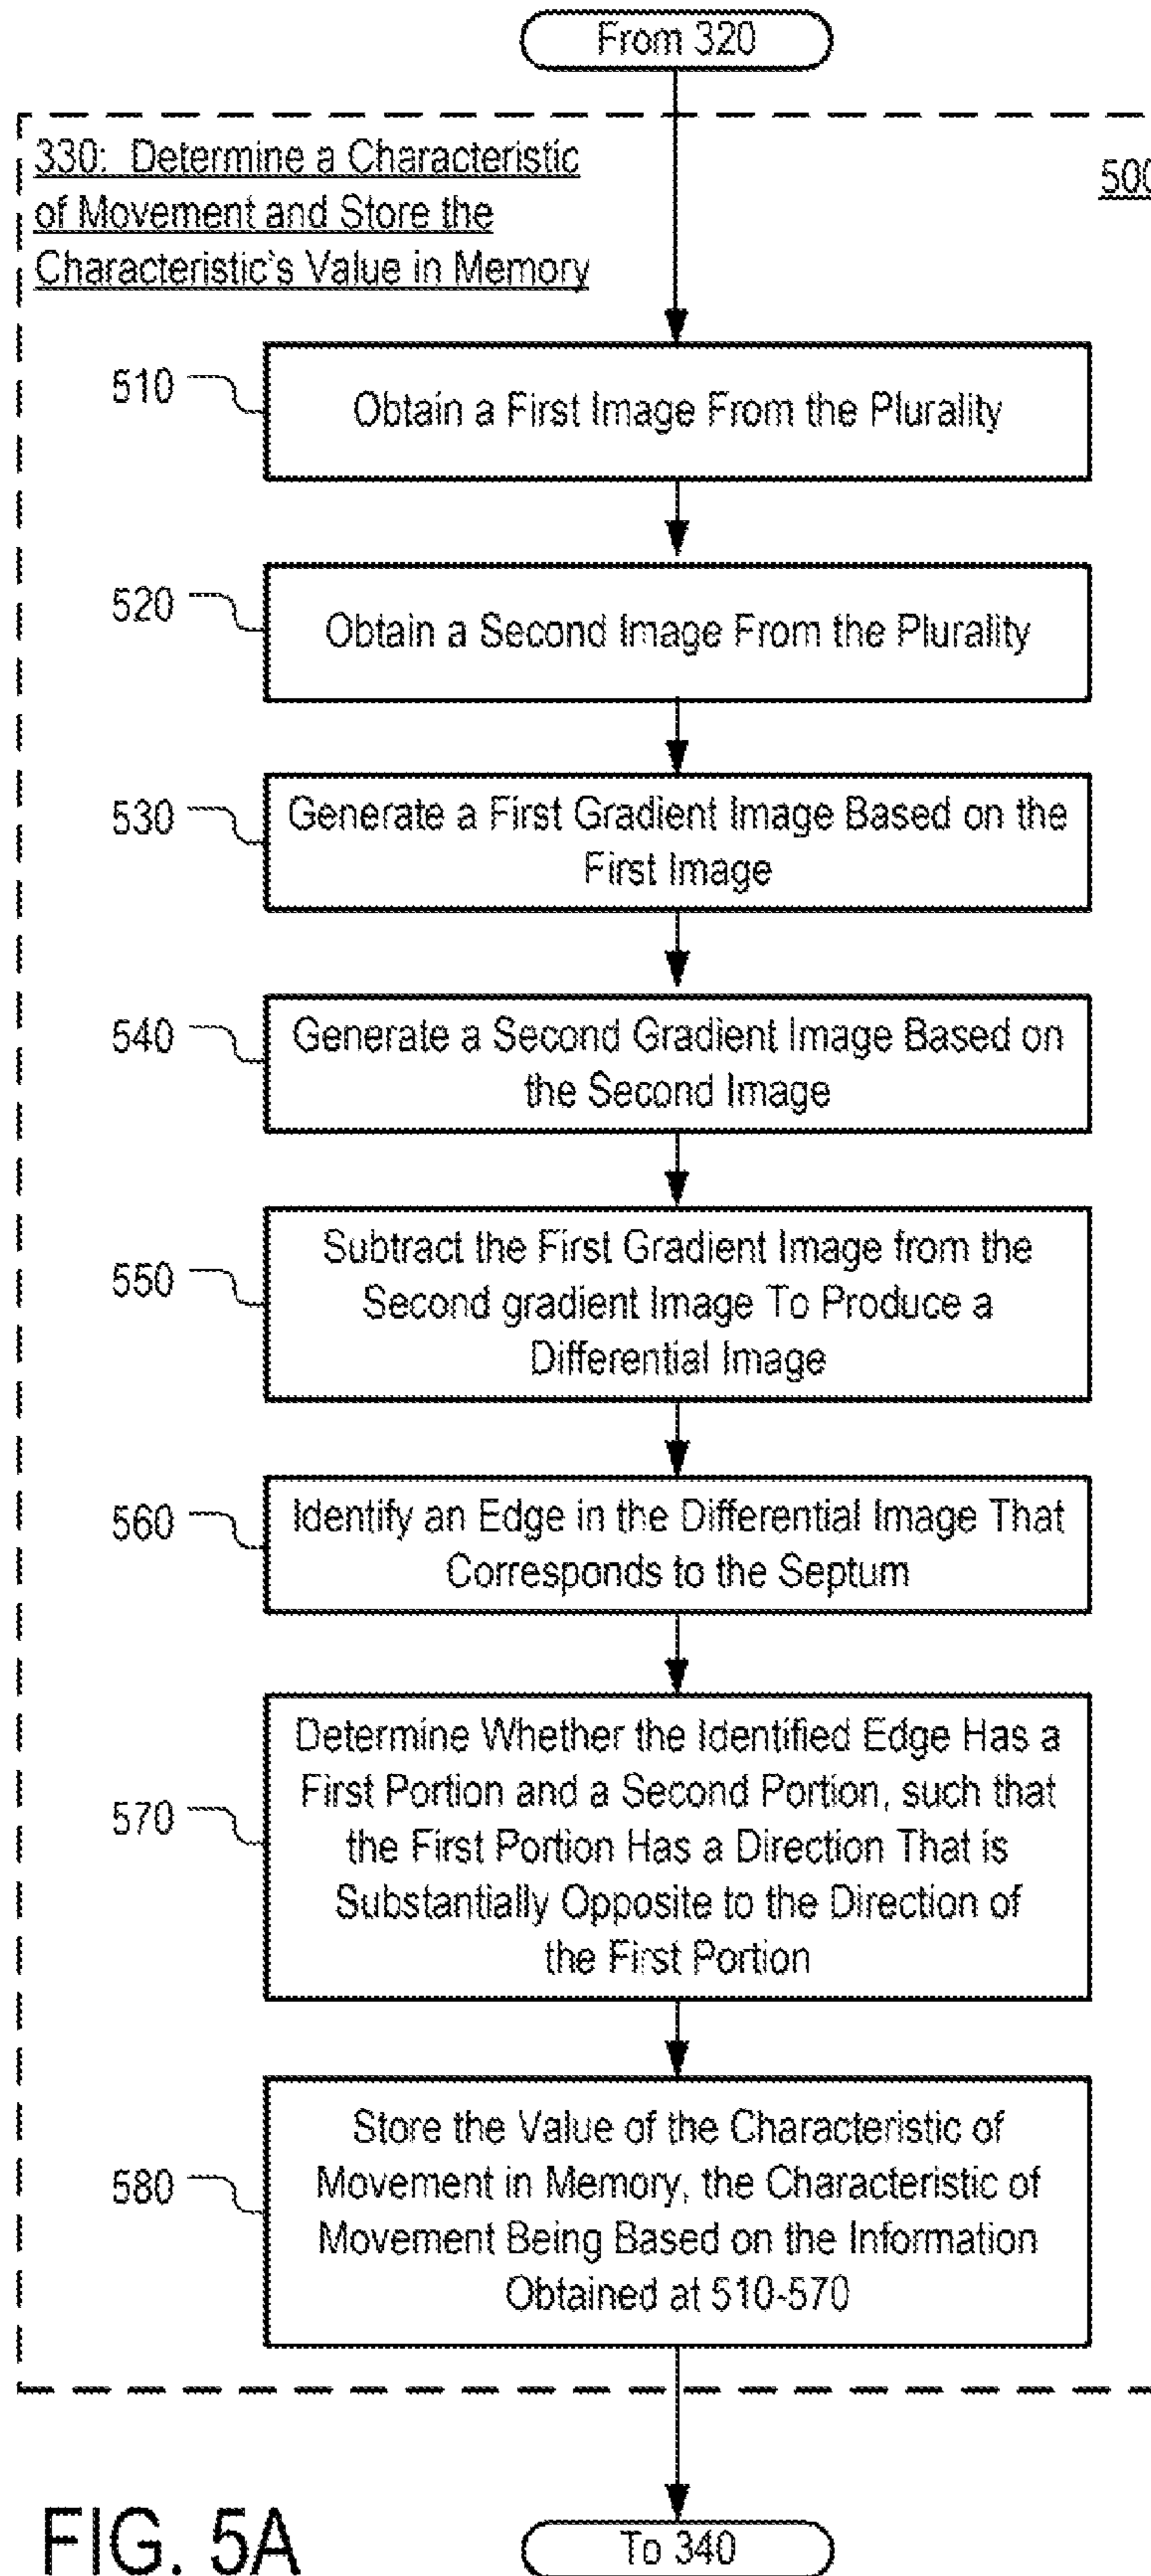 From 320
330: Determine a Characteristic
of Movement and Store the
Characteristic's Value in Memory
500
510
Obtain a First Image From the Plurality
520
Obtain a Second Image From the Plurality
530
Generate a First Gradient Image Based on the
First Image
540
Generate a Second Gradient Image Based on
the Second Image
550
Subtract the First Gradient Image from the
Second gradient Image To Produce a
Differential Image
560
Identify an Edge in the Differential Image That
Corresponds to the Septum
570
Determine Whether the Identified Edge Has a
First Portion and a Second Portion, such that
the First Portion Has a Direction That is
Substantially Opposite to the Direction of
the First Portion
580
Store the Value of the Characteristic of
Movement in Memory, the Characteristic of
Movement Being Based on the Information
Obtained at 510-570
FIG. 5A
To 340